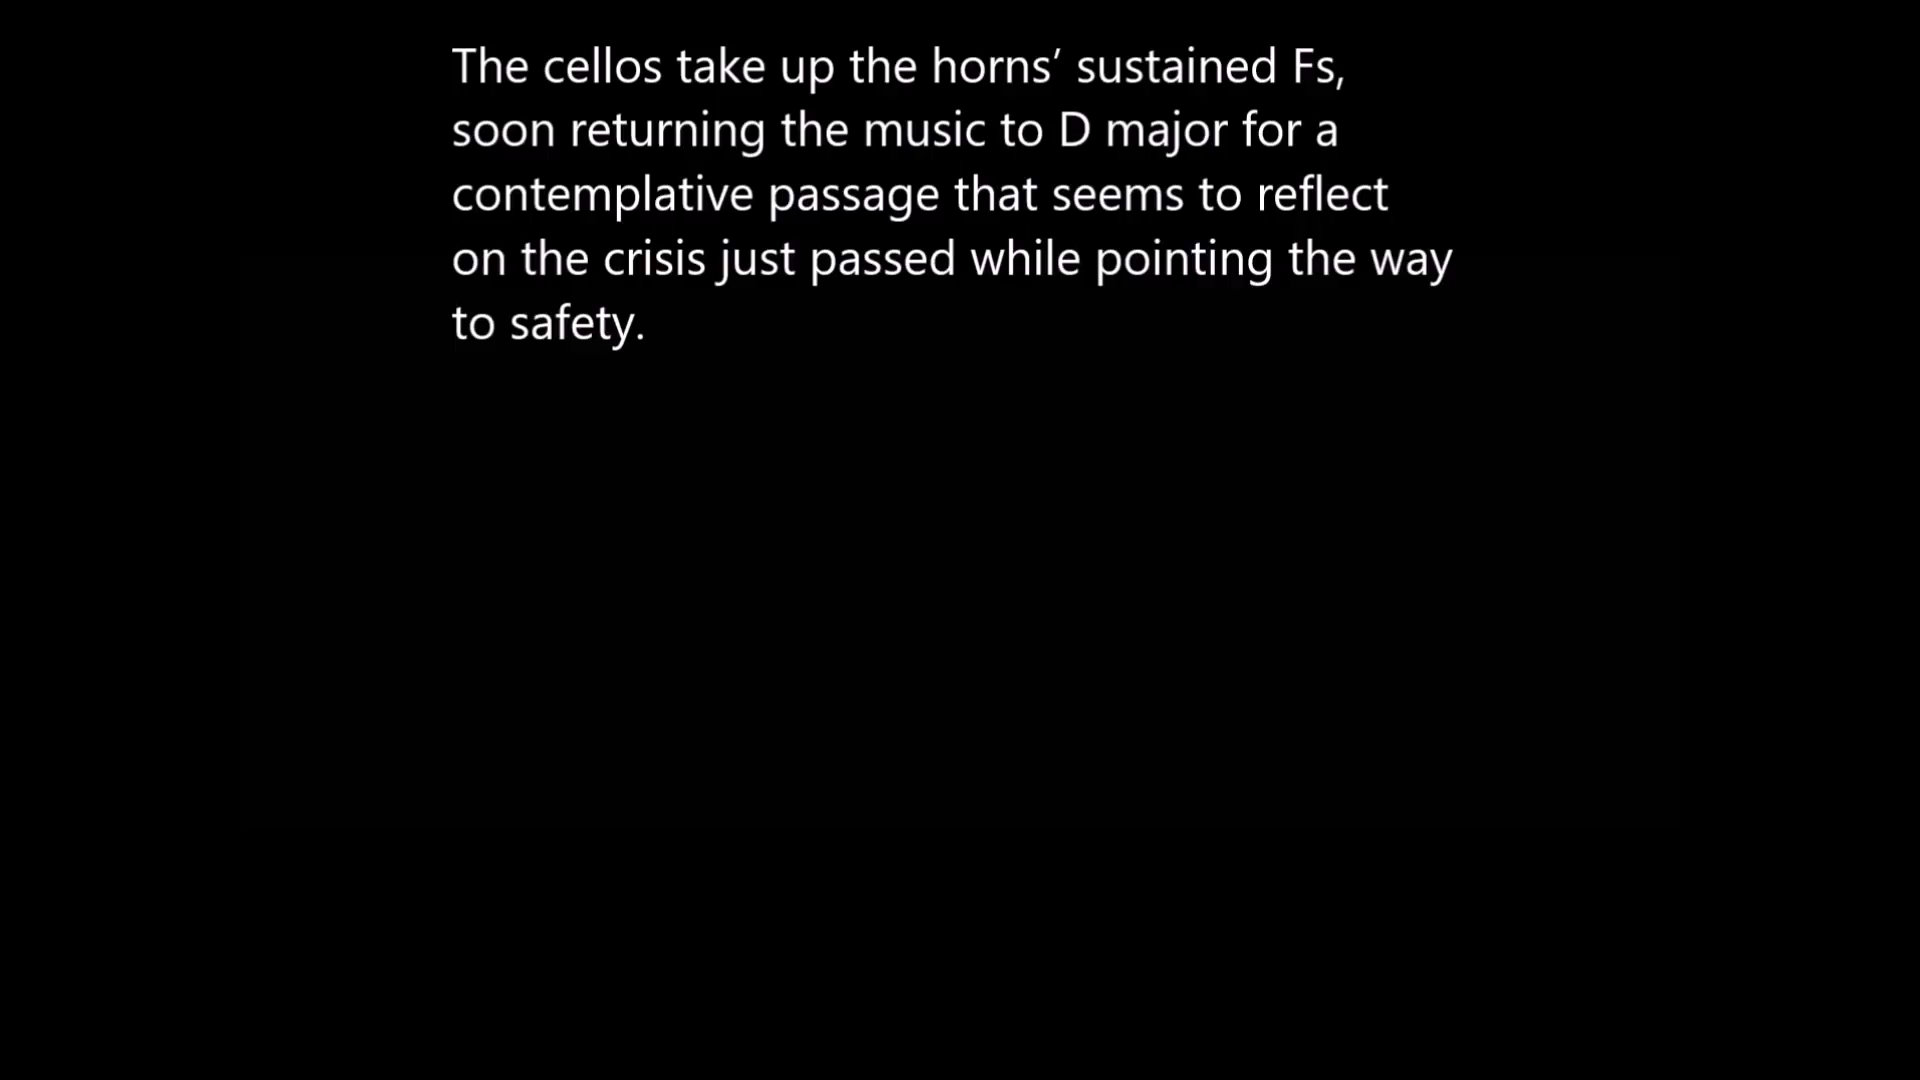 The cellos take up the horns’ sustained Fs,
soon returning the music to D major for a
contemplative passage that seems to reflect
on the crisis just passed while pointing the way
to safety.